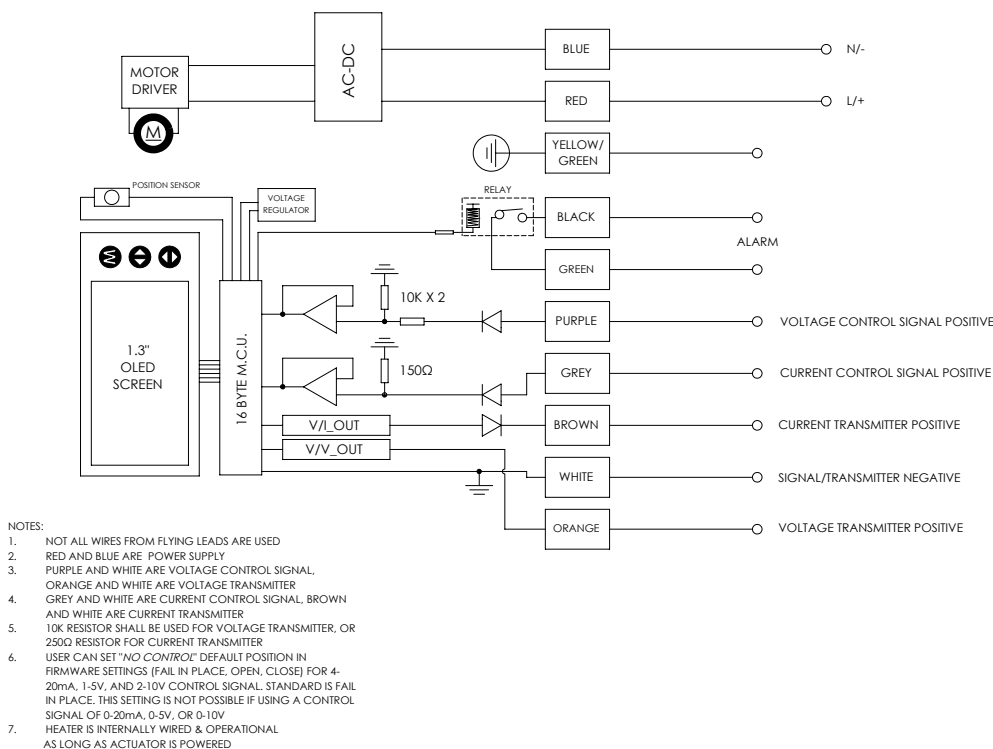 MOTOR
DRIVER
M
AC-DC
BLUE
N/-
RED
L/+
YELLOW/
GREEN
POSITION SENSOR
VOLTAGE
REGULATOR
RELAY
BLACK
ALARM
GREEN
10K X 2
PURPLE
VOLTAGE CONTROL SIGNAL POSITIVE
1.3"
OLED
SCREEN
16 BYTE M.C.U.
150Ω
GREY
CURRENT CONTROL SIGNAL POSITIVE
V/I_OUT
BROWN
CURRENT TRANSMITTER POSITIVE
V/V_OUT
WHITE
SIGNAL/TRANSMITTER NEGATIVE
ORANGE
VOLTAGE TRANSMITTER POSITIVE
NOTES:
1. NOT ALL WIRES FROM FLYING LEADS ARE USED
2. RED AND BLUE ARE POWER SUPPLY
3. PURPLE AND WHITE ARE VOLTAGE CONTROL SIGNAL,
ORANGE AND WHITE ARE VOLTAGE TRANSMITTER
4. GREY AND WHITE ARE CURRENT CONTROL SIGNAL, BROWN
AND WHITE ARE CURRENT TRANSMITTER
5. 10K RESISTOR SHALL BE USED FOR VOLTAGE TRANSMITTER, OR
250Ω RESISTOR FOR CURRENT TRANSMITTER
6. USER CAN SET "NO CONTROL" DEFAULT POSITION IN
FIRMWARE SETTINGS (FAIL IN PLACE, OPEN, CLOSE) FOR 4-
20mA, 1-5V, AND 2-10V CONTROL SIGNAL. STANDARD IS FAIL
IN PLACE. THIS SETTING IS NOT POSSIBLE IF USING A CONTROL
SIGNAL OF 0-20mA, 0-5V, OR 0-10V
7. HEATER IS INTERNALLY WIRED & OPERATIONAL
AS LONG AS ACTUATOR IS POWERED